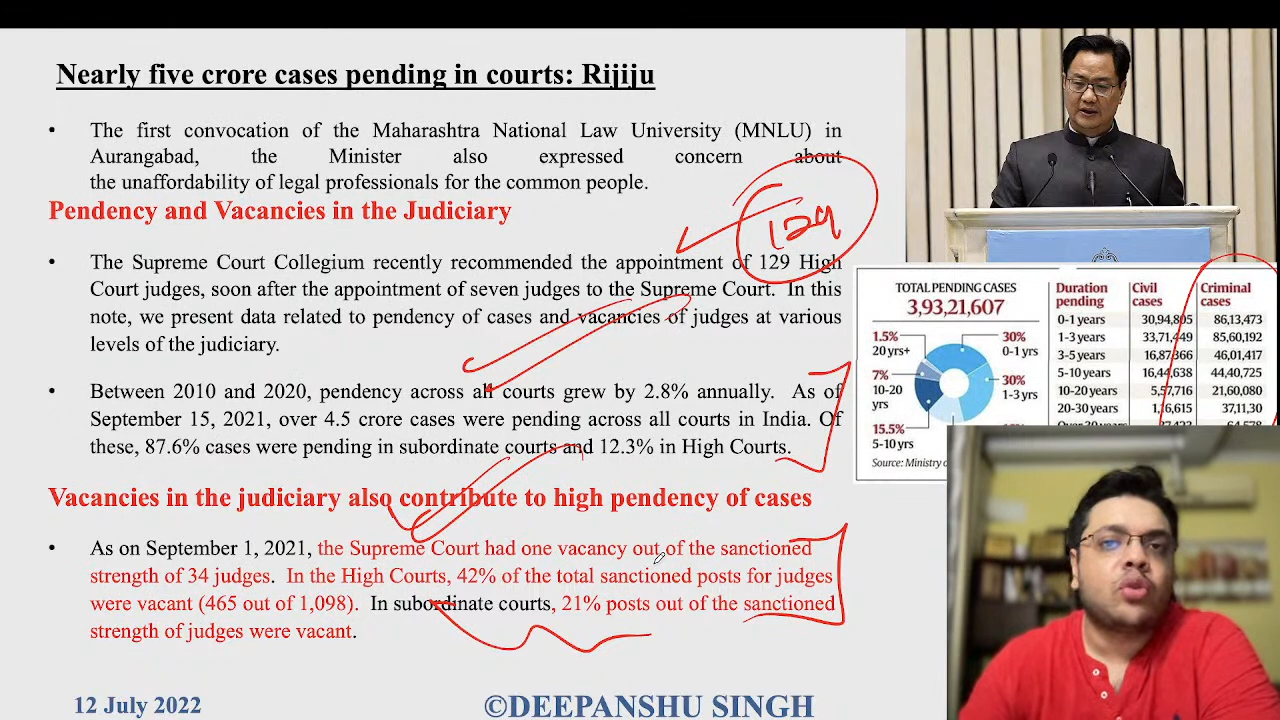 Nearly five crore cases pending in courts: Rijiju
• The first convocation of the Maharashtra National Law University (MNLU) in
Aurangabad, the Minister also expressed concern about
the unaffordability of legal professionals for the common people.
Pendency and Vacancies in the Judiciary
129
• The Supreme Court Collegium recently recommended the appointment of 129 High
Court judges, soon after the appointment of seven judges to the Supreme Court. In this
note, we present data related to pendency of cases and vacancies of judges at various
levels of the judiciary.
• Between 2010 and 2020, pendency across all courts grew by 2.8% annually. As of
September 15, 2021, over 4.5 crore cases were pending across all courts in India. Of
these, 87.6% cases were pending in subordinate courts and 12.3% in High Courts.
Vacancies in the judiciary also contribute to high pendency of cases
• As on September 1, 2021, the Supreme Court had one vacancy out of the sanctioned
strength of 34 judges. In the High Courts, 42% of the total sanctioned posts for judges
were vacant (465 out of 1,098). In subordinate courts, 21% posts out of the sanctioned
strength of judges were vacant.
TOTAL PENDING CASES
3,93,21,607
1.5%
20 yrs+
7%
10-20
yrs
15.5%
5-10 yrs
30%
0-1 yrs
30%
1-3 yrs
Source: Ministry
Duration pending Civil cases Criminal cases
0-1 years 30,94,805 86,13,473
1-3 years 33,71,449 85,60,192
3-5 years 16,87,366 46,01,417
5-10 years 16,44,638 44,40,725
10-20 years 5,57,716 21,60,080
20-30 years 1,16,615 37,11,30
12 July 2022
©DEEPANSHU SINGH